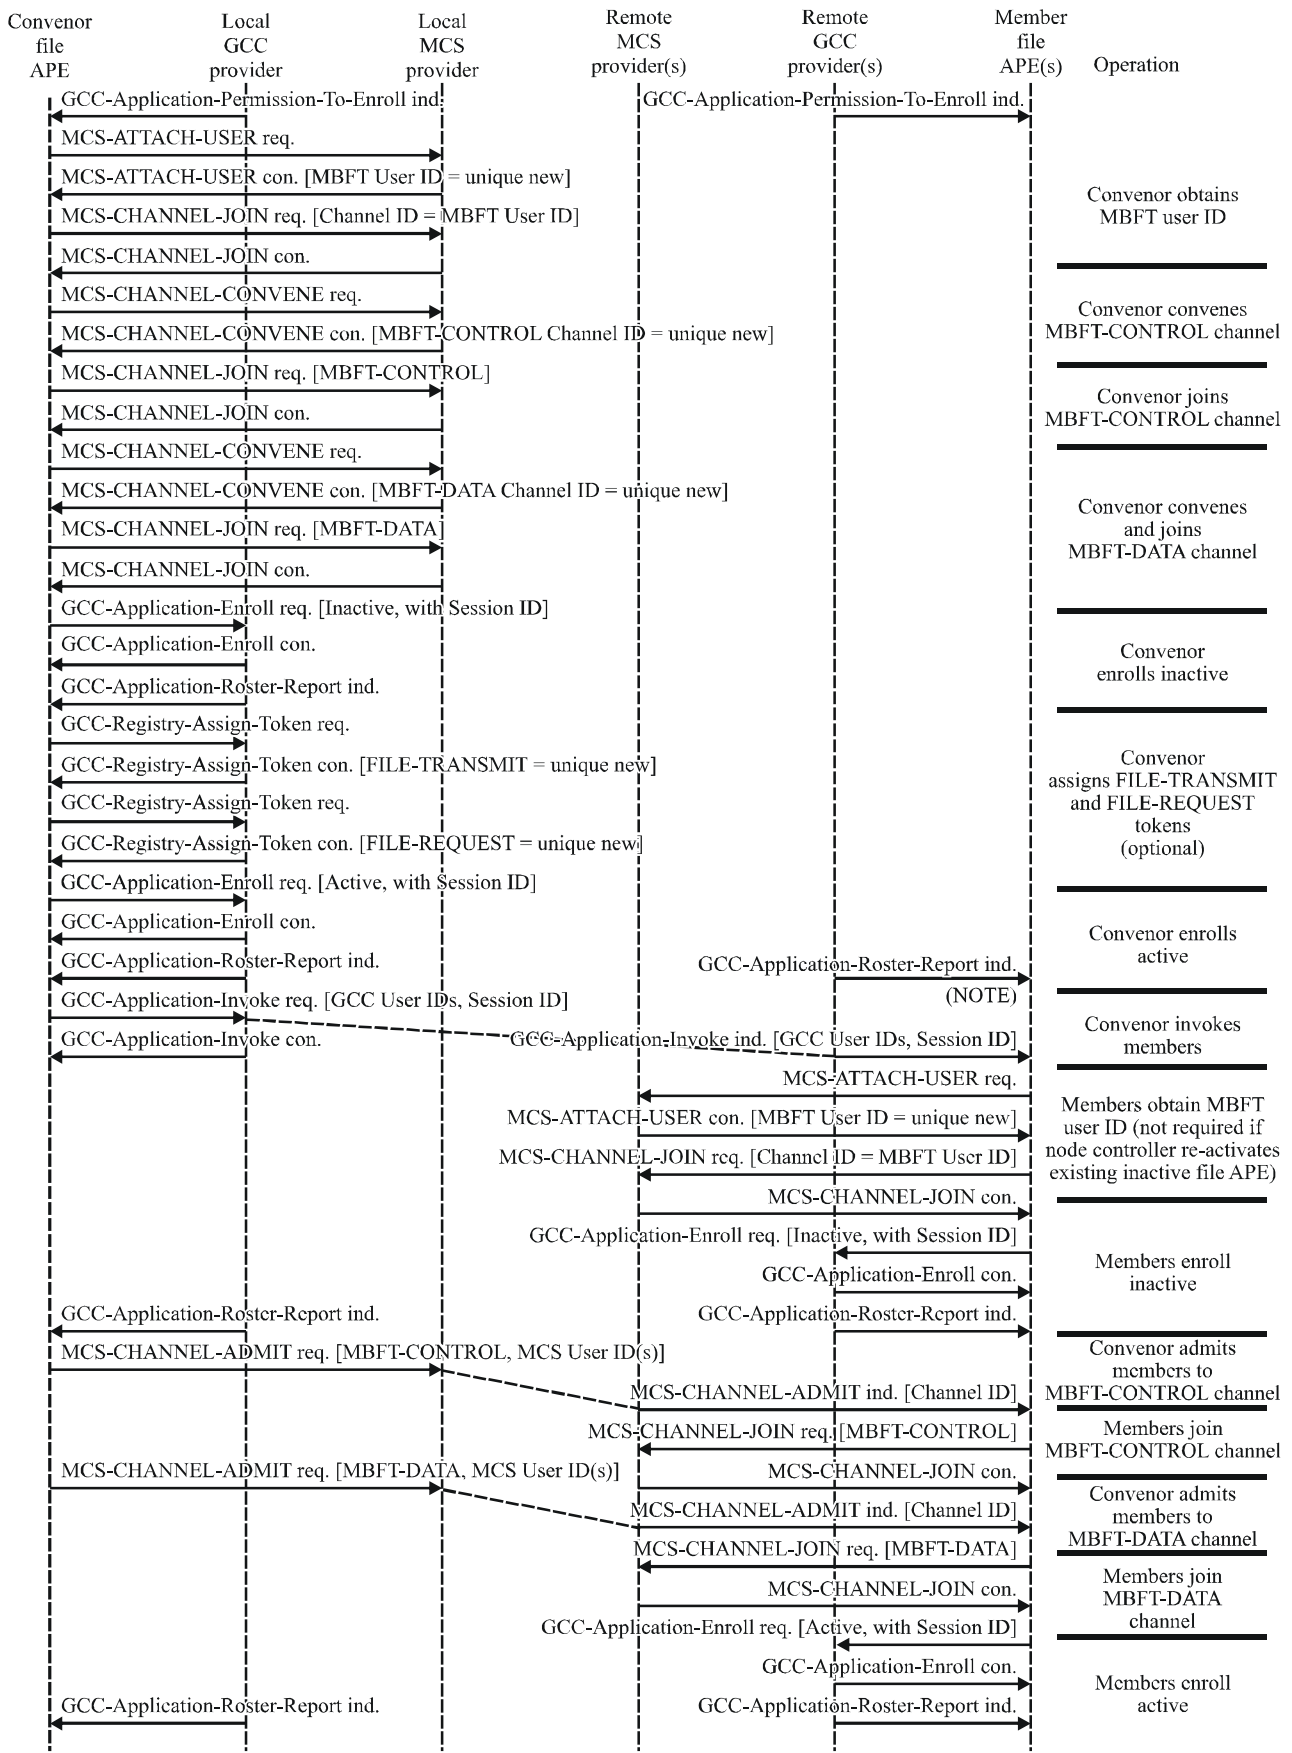 Convenor file APE
Local GCC provider
Local MCS provider
Remote MCS provider(s)
Remote GCC provider(s)
Member file APE(s)
Operation
GCC-Application-Permission-To-Enroll ind.
GCC-Application-Permission-To-Enroll ind.
MCS-ATTACH-USER req.
MCS-ATTACH-USER con. [MBFT User ID = unique new]
MCS-CHANNEL-JOIN req. [Channel ID = MBFT User ID]
MCS-CHANNEL-JOIN con.
Convenor obtains
MBFT user ID
MCS-CHANNEL-CONVENE req.
MCS-CHANNEL-CONVENE con. [MBFT-CONTROL Channel ID = unique new]
Convenor convenes
MBFT-CONTROL channel
MCS-CHANNEL-JOIN req. [MBFT-CONTROL]
MCS-CHANNEL-JOIN con.
Convenor joins
MBFT-CONTROL channel
MCS-CHANNEL-CONVENE req.
MCS-CHANNEL-CONVENE con. [MBFT-DATA Channel ID = unique new]
MCS-CHANNEL-JOIN req. [MBFT-DATA]
MCS-CHANNEL-JOIN con.
Convenor convenes
and joins
MBFT-DATA channel
GCC-Application-Enroll req. [Inactive, with Session ID]
GCC-Application-Enroll con.
GCC-Application-Roster-Report ind.
Convenor
enrolls inactive
GCC-Registry-Assign-Token req.
GCC-Registry-Assign-Token con. [FILE-TRANSMIT = unique new]
GCC-Registry-Assign-Token req.
GCC-Registry-Assign-Token con. [FILE-REQUEST = unique new]
Convenor
assigns FILE-TRANSMIT
and FILE-REQUEST
tokens
(optional)
GCC-Application-Enroll req. [Active, with Session ID]
GCC-Application-Enroll con.
GCC-Application-Roster-Report ind.
GCC-Application-Roster-Report ind.
(NOTE)
Convenor enrolls
active
GCC-Application-Invoke req. [GCC User IDs, Session ID]
GCC-Application-Invoke con.
GCC-Application-Invoke ind. [GCC User IDs, Session ID]
Convenor invokes
members
MCS-ATTACH-USER req.
MCS-ATTACH-USER con. [MBFT User ID = unique new]
MCS-CHANNEL-JOIN req. [Channel ID = MBFT User ID]
MCS-CHANNEL-JOIN con.
Members obtain MBFT
user ID (not required if
node controller re-activates
existing inactive file APE)
GCC-Application-Enroll req. [Inactive, with Session ID]
GCC-Application-Enroll con.
GCC-Application-Roster-Report ind.
GCC-Application-Roster-Report ind.
Members enroll
inactive
MCS-CHANNEL-ADMIT req. [MBFT-CONTROL, MCS User ID(s)]
MCS-CHANNEL-ADMIT ind. [Channel ID]
Convenor admits
members to
MBFT-CONTROL channel
MCS-CHANNEL-JOIN req. [MBFT-CONTROL]
Members join
MBFT-CONTROL channel
MCS-CHANNEL-ADMIT req. [MBFT-DATA, MCS User ID(s)]
MCS-CHANNEL-JOIN con.
MCS-CHANNEL-ADMIT ind. [Channel ID]
Convenor admits
members to
MBFT-DATA channel
MCS-CHANNEL-JOIN req. [MBFT-DATA]
MCS-CHANNEL-JOIN con.
Members join
MBFT-DATA
channel
GCC-Application-Enroll req. [Active, with Session ID]
GCC-Application-Enroll con.
GCC-Application-Roster-Report ind.
GCC-Application-Roster-Report ind.
Members enroll
active